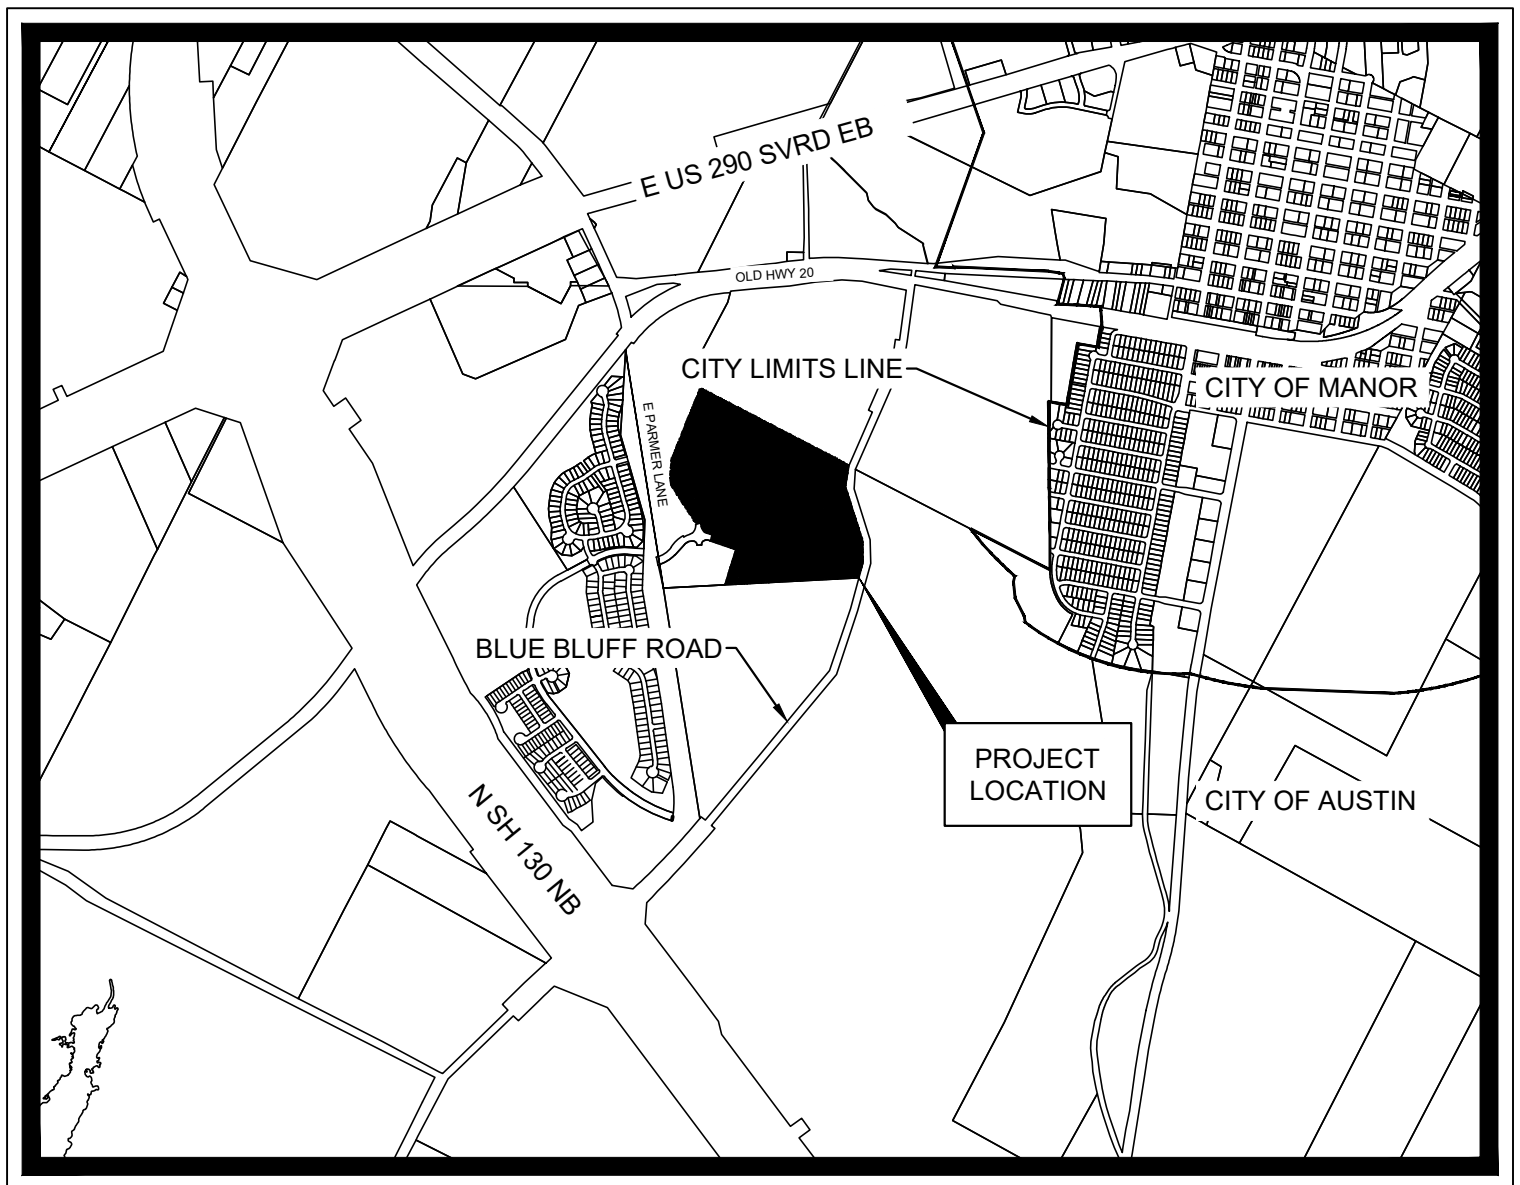 E US 290 SVRD EB
OLD HWY 20
CITY LIMITS LINE
CITY OF MANOR
E PARMER LANE
BLUE BLUFF ROAD
PROJECT
LOCATION
CITY OF AUSTIN
N SH 130 NB